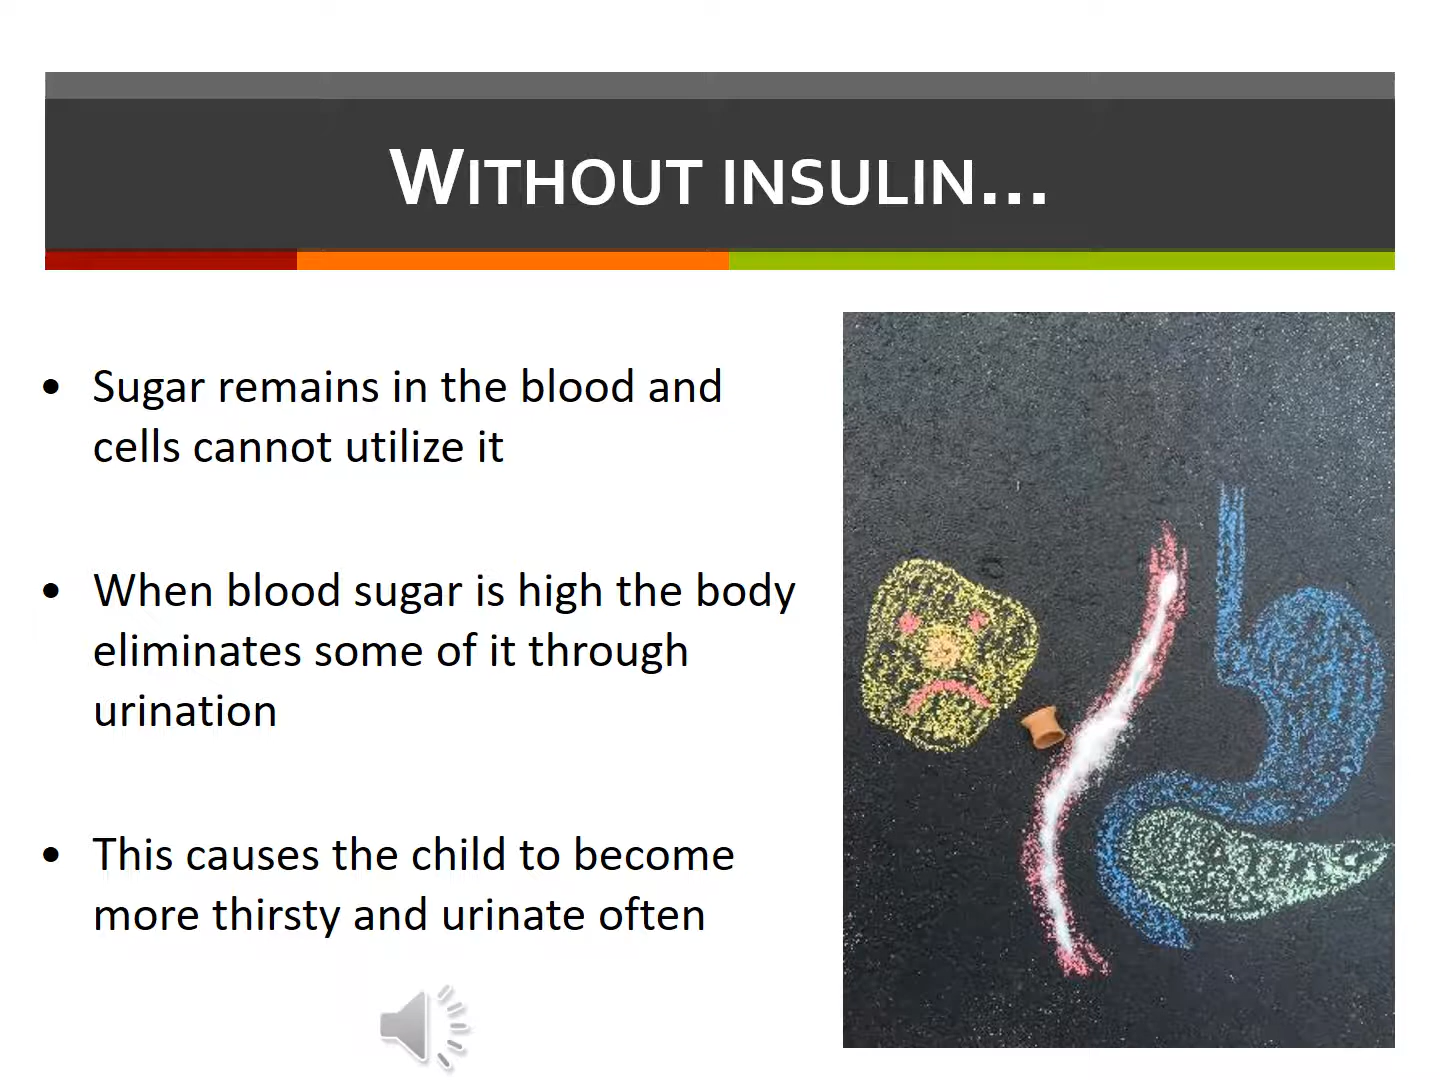 WITHOUT INSULIN...
• Sugar remains in the blood and
cells cannot utilize it
• When blood sugar is high the body
eliminates some of it through
urination
• This causes the child to become
more thirsty and urinate often